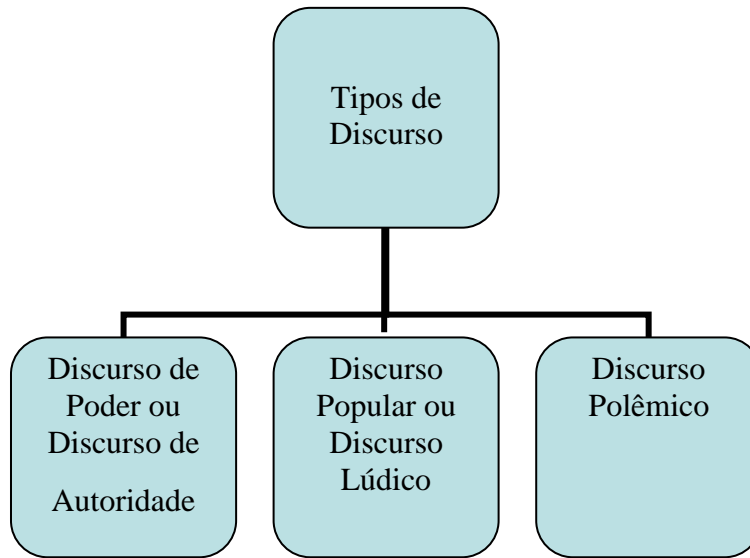 Tipos de
Discurso
Discurso de
Poder ou
Discurso de
Autoridade
Discurso
Popular ou
Discurso
Lúdico
Discurso
Polêmico